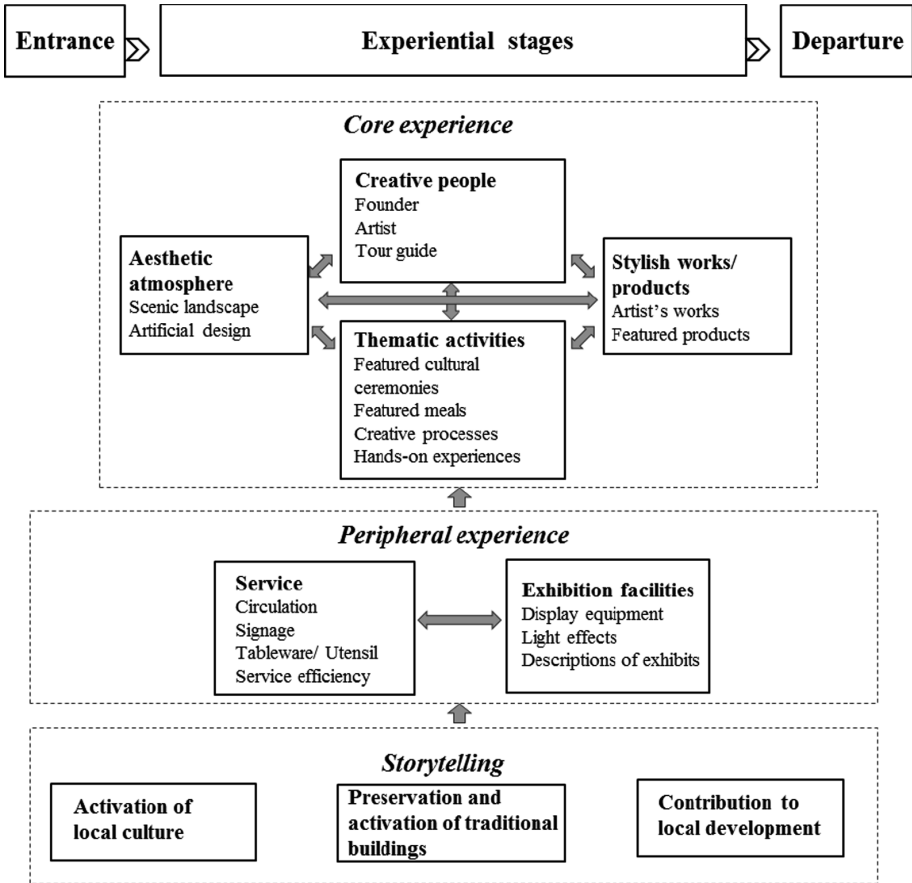 Entrance
Experiential stages
Departure
Core experience
Creative people
Founder
Artist
Tour guide
Aesthetic
atmosphere
Scenic landscape
Artificial design
Stylish works/
products
Artist's works
Featured products
Thematic activities
Featured cultural
ceremonies
Featured meals
Creative processes
Hands-on experiences
Peripheral experience
Service
Circulation
Signage
Tableware/ Utensil
Service efficiency
Exhibition facilities
Display equipment
Light effects
Descriptions of exhibits
Storytelling
Activation of
local culture
Preservation and
activation of traditional
buildings
Contribution to
local development